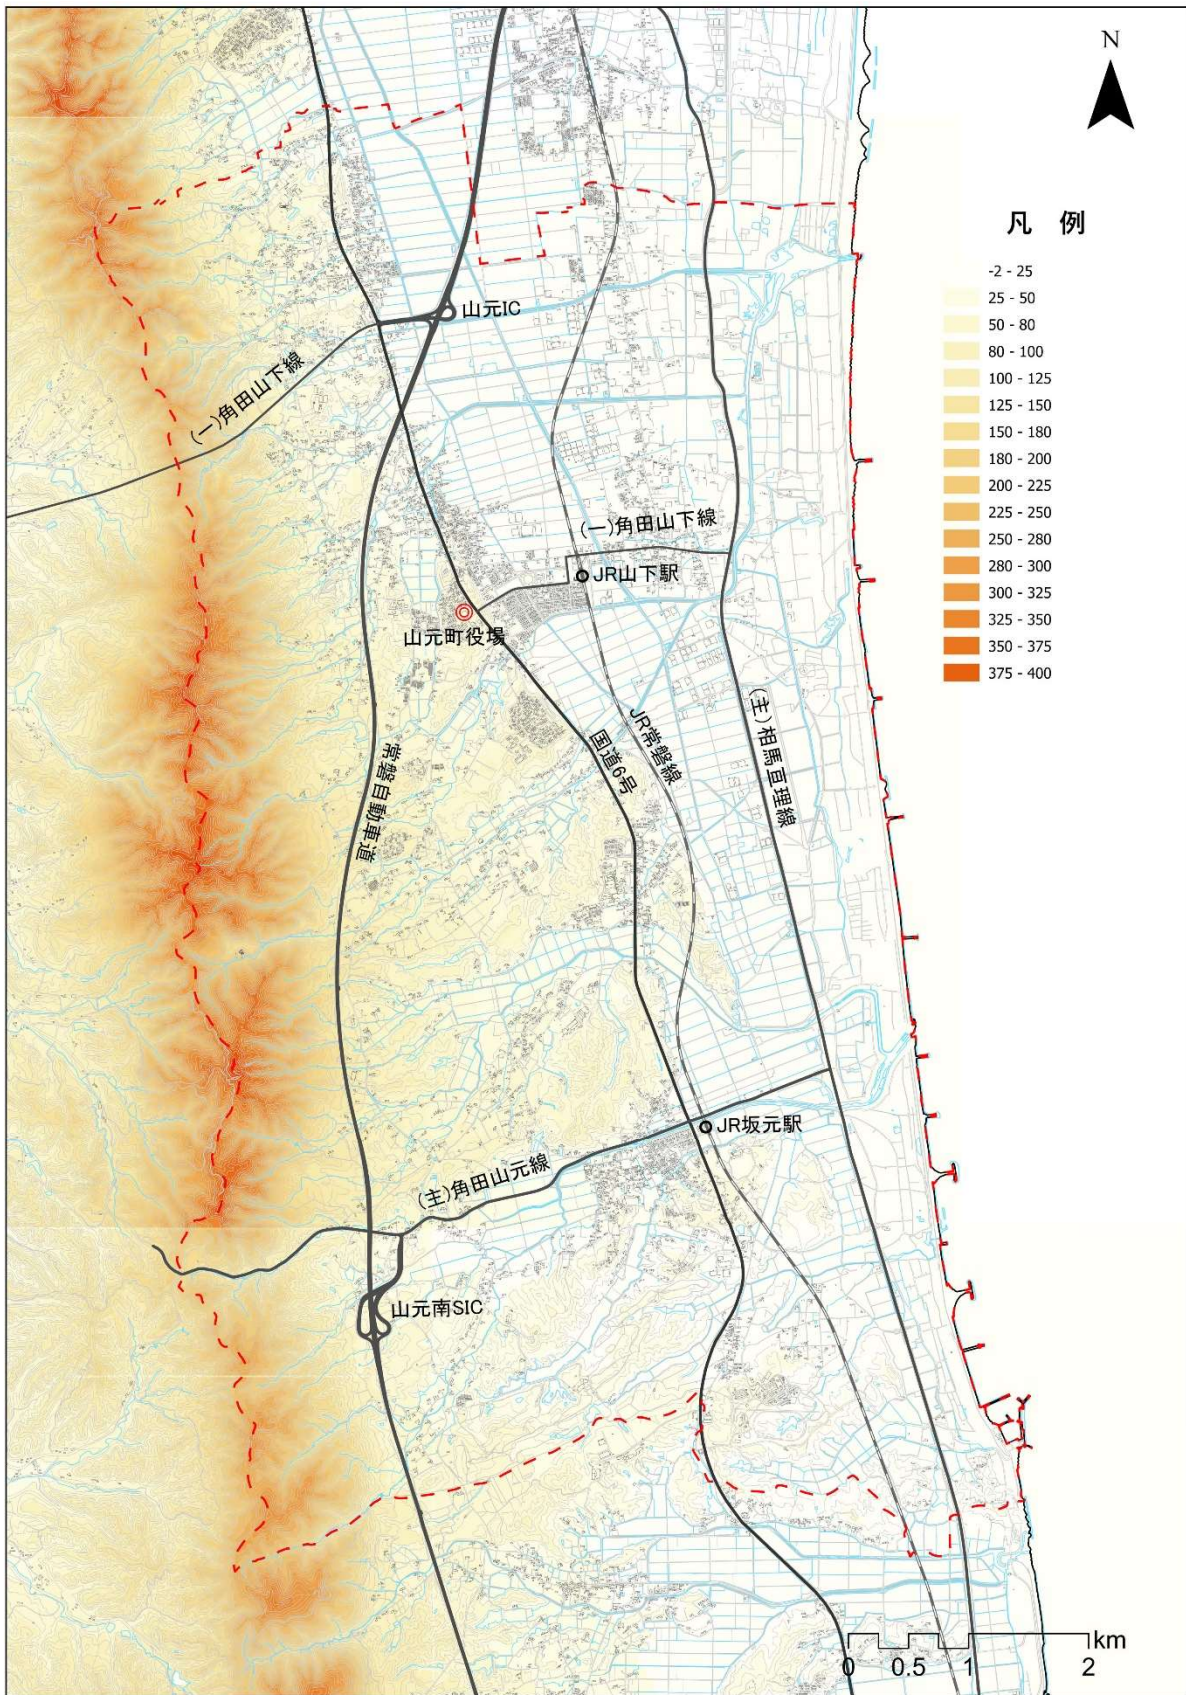 N
凡 例
-2 - 25
25 - 50
50 - 80
80 - 100
100 - 125
125 - 150
150 - 180
180 - 200
200 - 225
225 - 250
250 - 280
280 - 300
300 - 325
325 - 350
350 - 375
375 - 400
山元IC
(一)角田山下線
(一)角田山下線
JR山下駅
山元町役場
常磐自動車道
国道6号
JR常磐線
(主)相馬亘理線
JR坂元駅
(主)角田山元線
山元南SIC
km
0 0.5 1 2